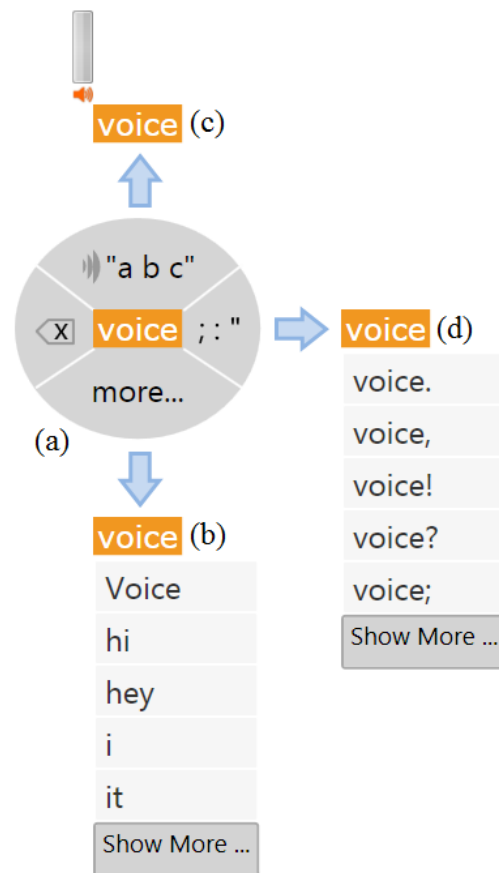 voice (c)
"a b c"
X voice ; : "
more...
(a)
voice (d)
voice.
voice,
voice!
voice?
voice;
Show More ...
voice (b)
Voice
hi
hey
i
it
Show More ...